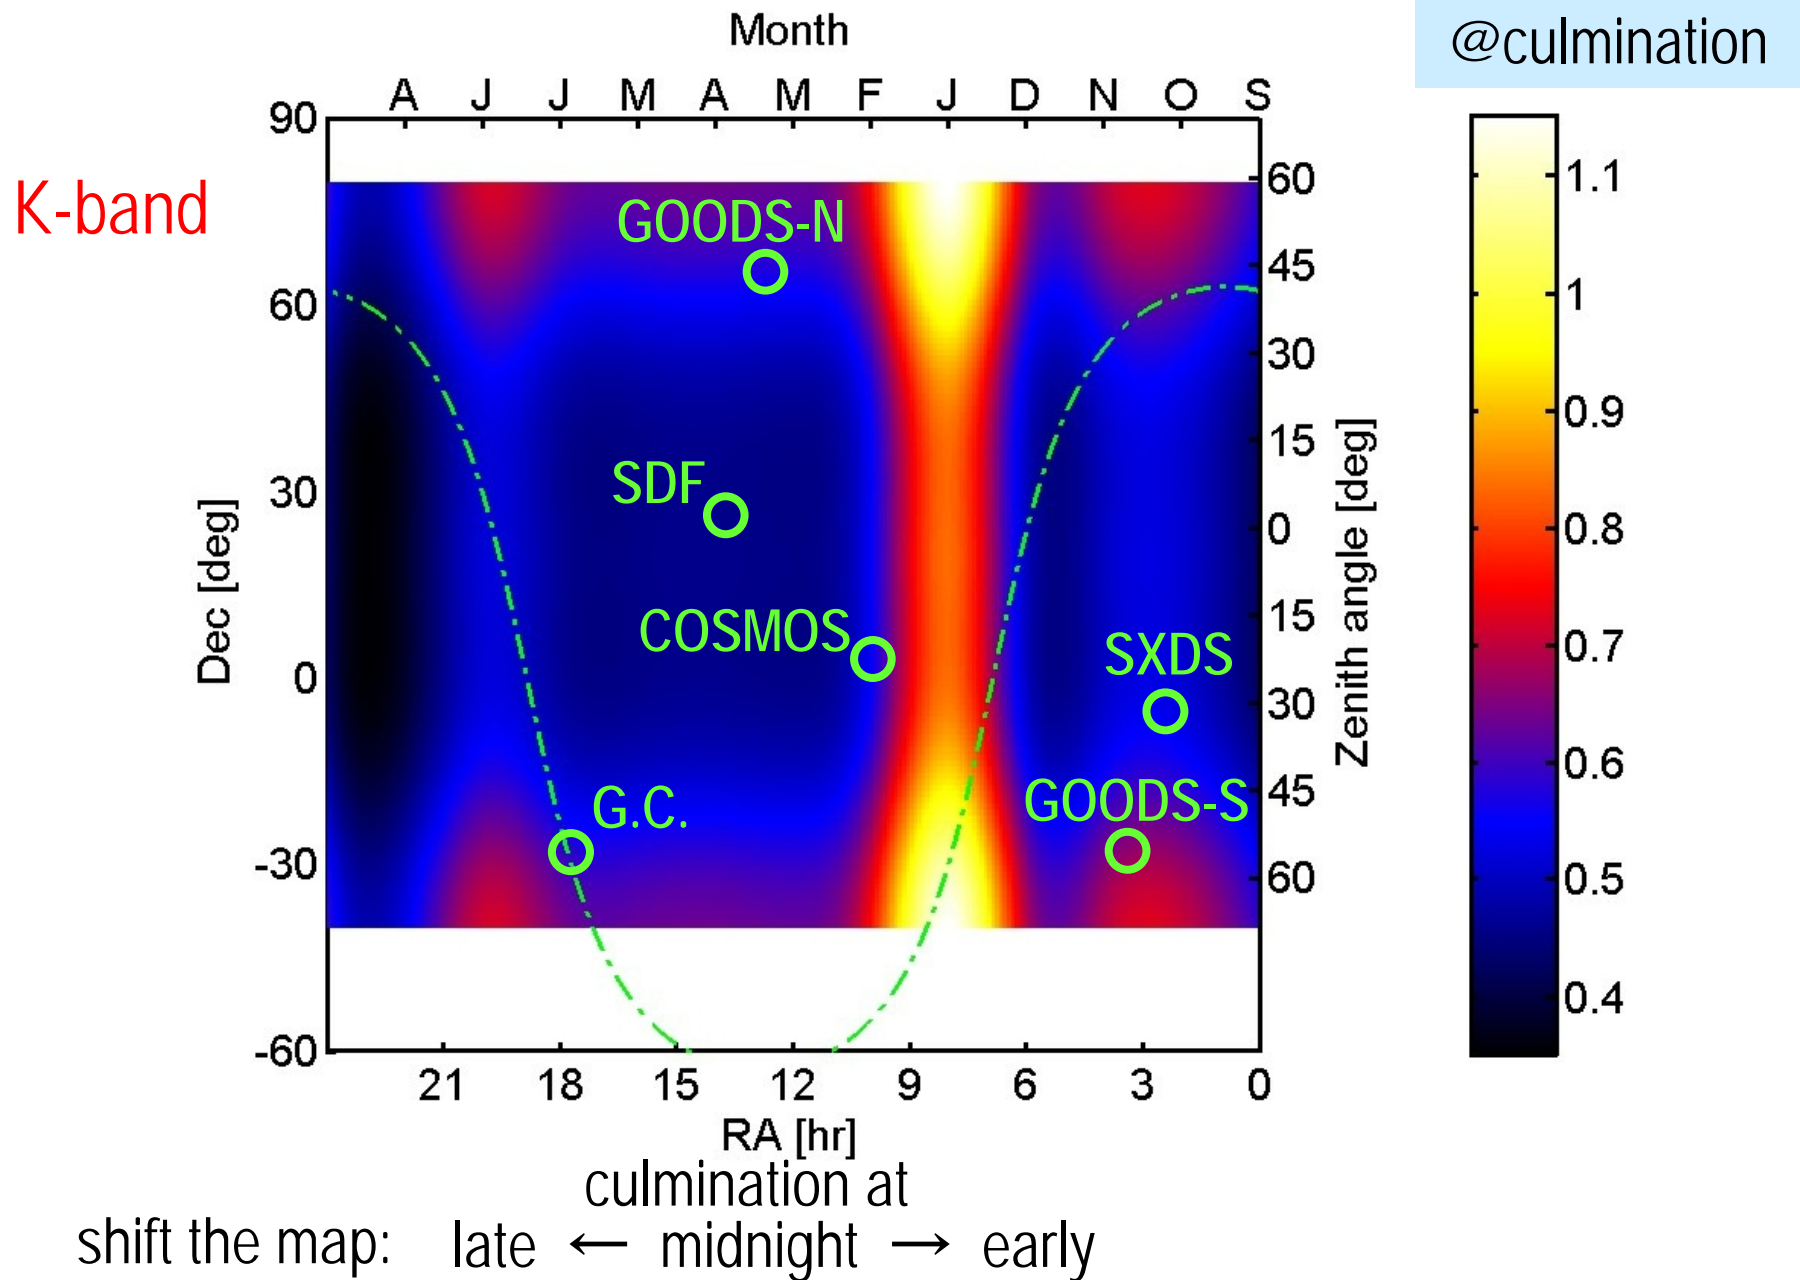 Month
@culmination
A J J M A M F J D N O S
K-band
90
60
30
0
-30
-60
Dec [deg]
GOODS-N
SDF
COSMOS
SXDS
G.C.
GOODS-S
60
45
30
15
0
15
30
45
60
Zenith angle [deg]
1.1
1
0.9
0.8
0.7
0.6
0.5
0.4
21 18 15 12 9 6 3 0
RA [hr]
culmination at
shift the map: late ← midnight → early